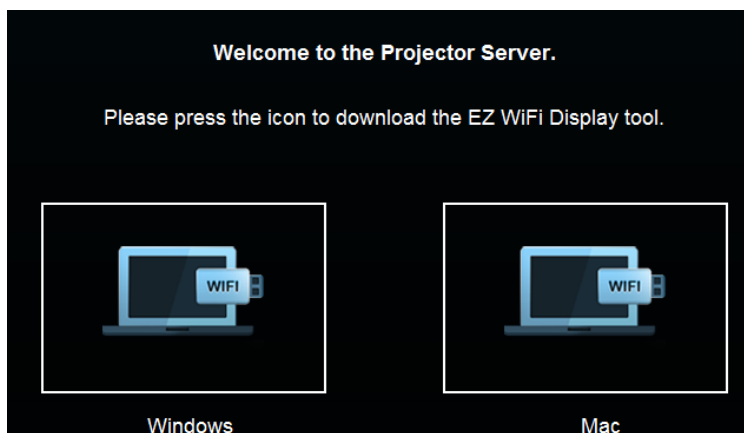 Welcome to the Projector Server.
Please press the icon to download the EZ WiFi Display tool.
WIFI
WIFI
Windows
Mac